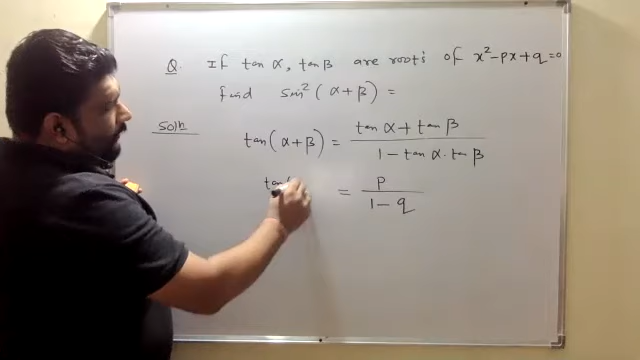 Q. If tan α, tan β are roots of x² - px + q = 0
find sin² (α + β) =
Soln
tan (α + β) = tan α + tan β / 1 - tan α . tan β
tan( = p / 1 - q